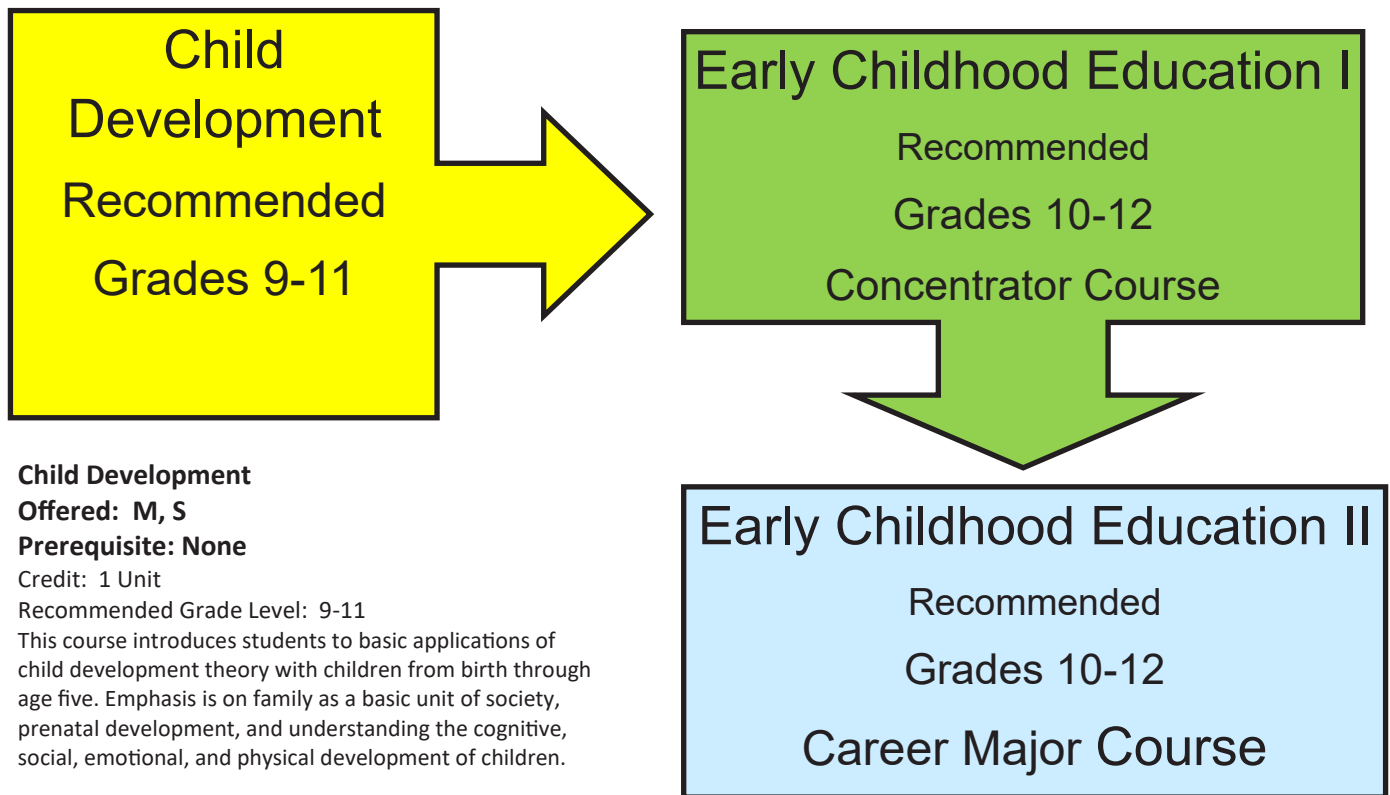 Child
Development
Recommended
Grades 9-11
Early Childhood Education I
Recommended
Grades 10-12
Concentrator Course
Early Childhood Education II
Recommended
Grades 10-12
Career Major Course
Child Development
Offered: M, S
Prerequisite: None
Credit: 1 Unit
Recommended Grade Level: 9-11
This course introduces students to basic applications of
child development theory with children from birth through
age five. Emphasis is on family as a basic unit of society,
prenatal development, and understanding the cognitive,
social, emotional, and physical development of children.